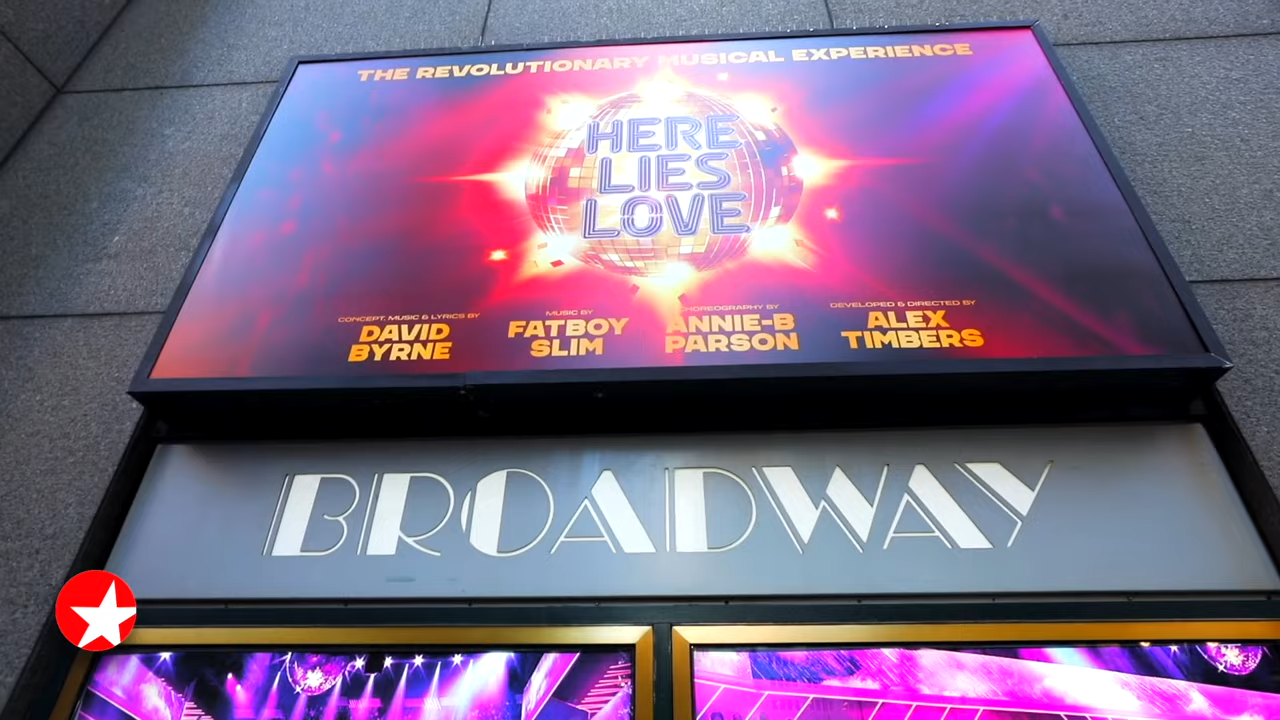 THE REVOLUTIONARY MUSICAL EXPERIENCE
HERE
LIES
LOVE
CONCEPT, MUSIC & LYRICS BY
DAVID
BYRNE
MUSIC BY
FATBOY
SLIM
CHOREOGRAPHY BY
ANNIE-B
PARSON
DEVELOPED & DIRECTED BY
ALEX
TIMBERS
BROADWAY